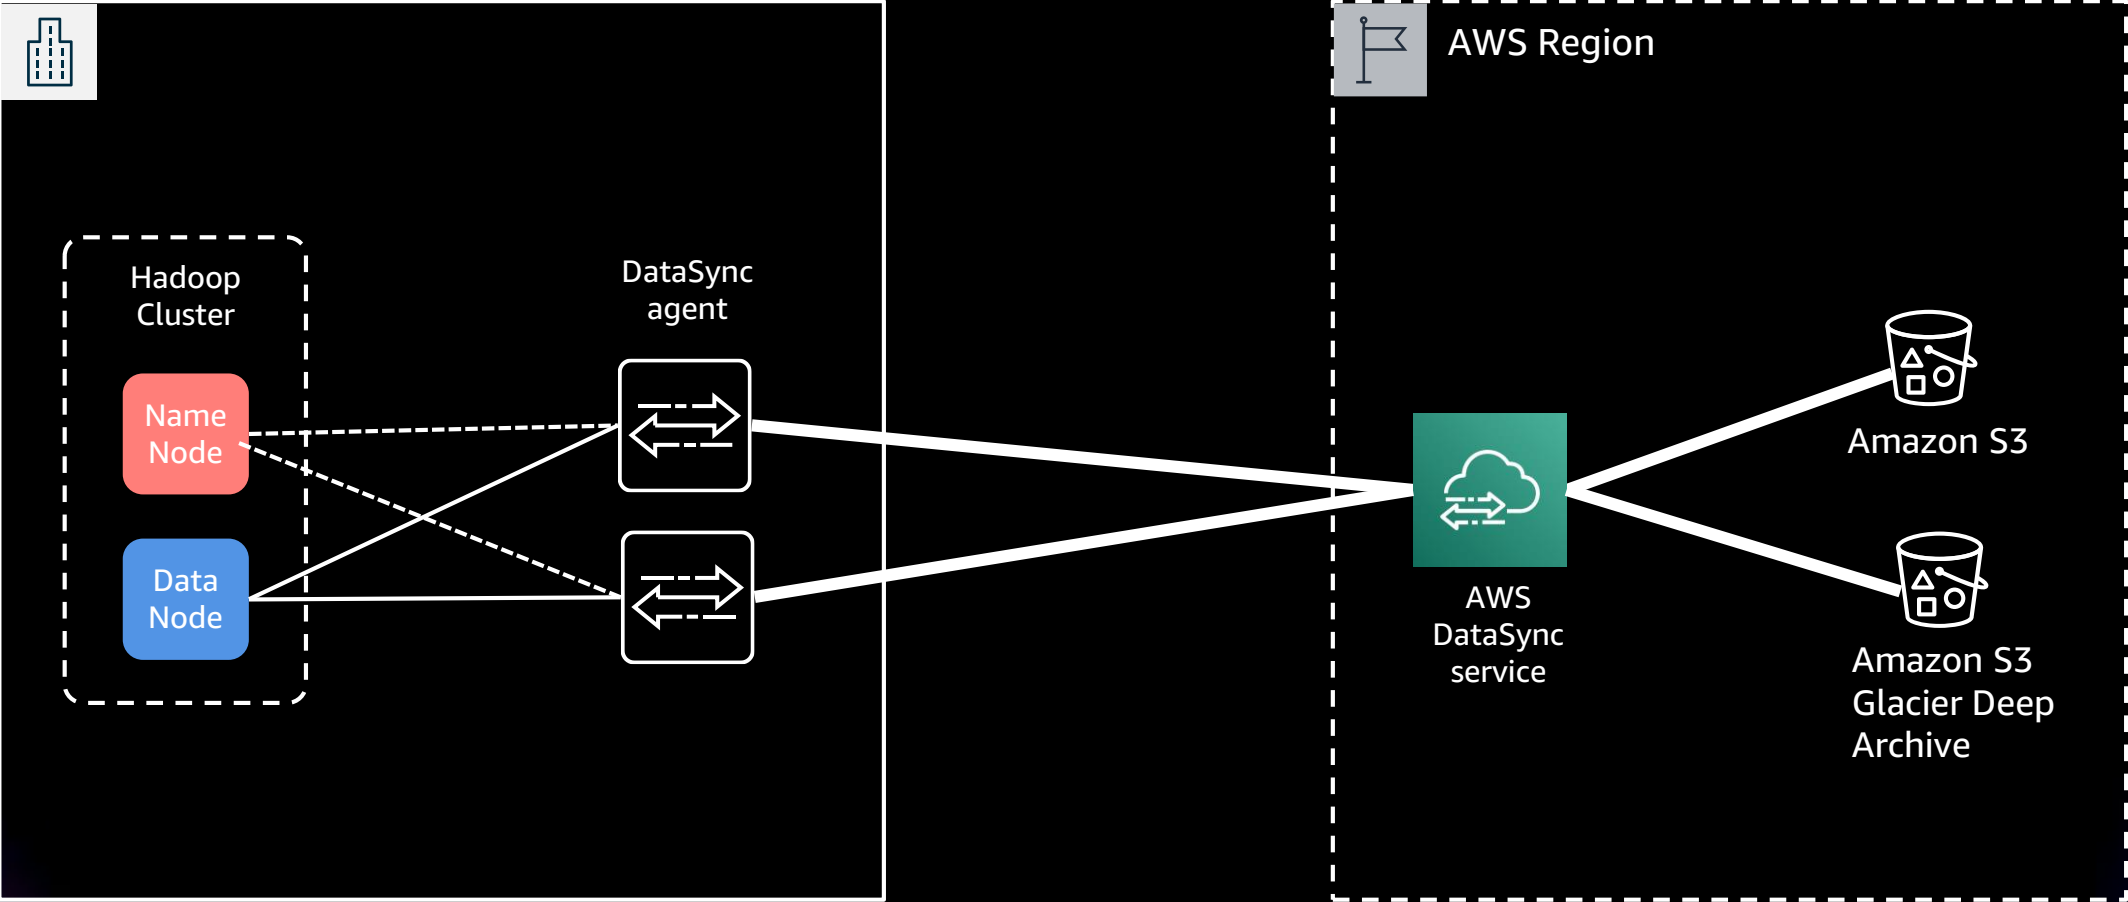 AWS Region
Hadoop
Cluster
Name
Node
Data
Node
DataSync
agent
AWS
DataSync
service
Amazon S3
Amazon S3
Glacier Deep
Archive